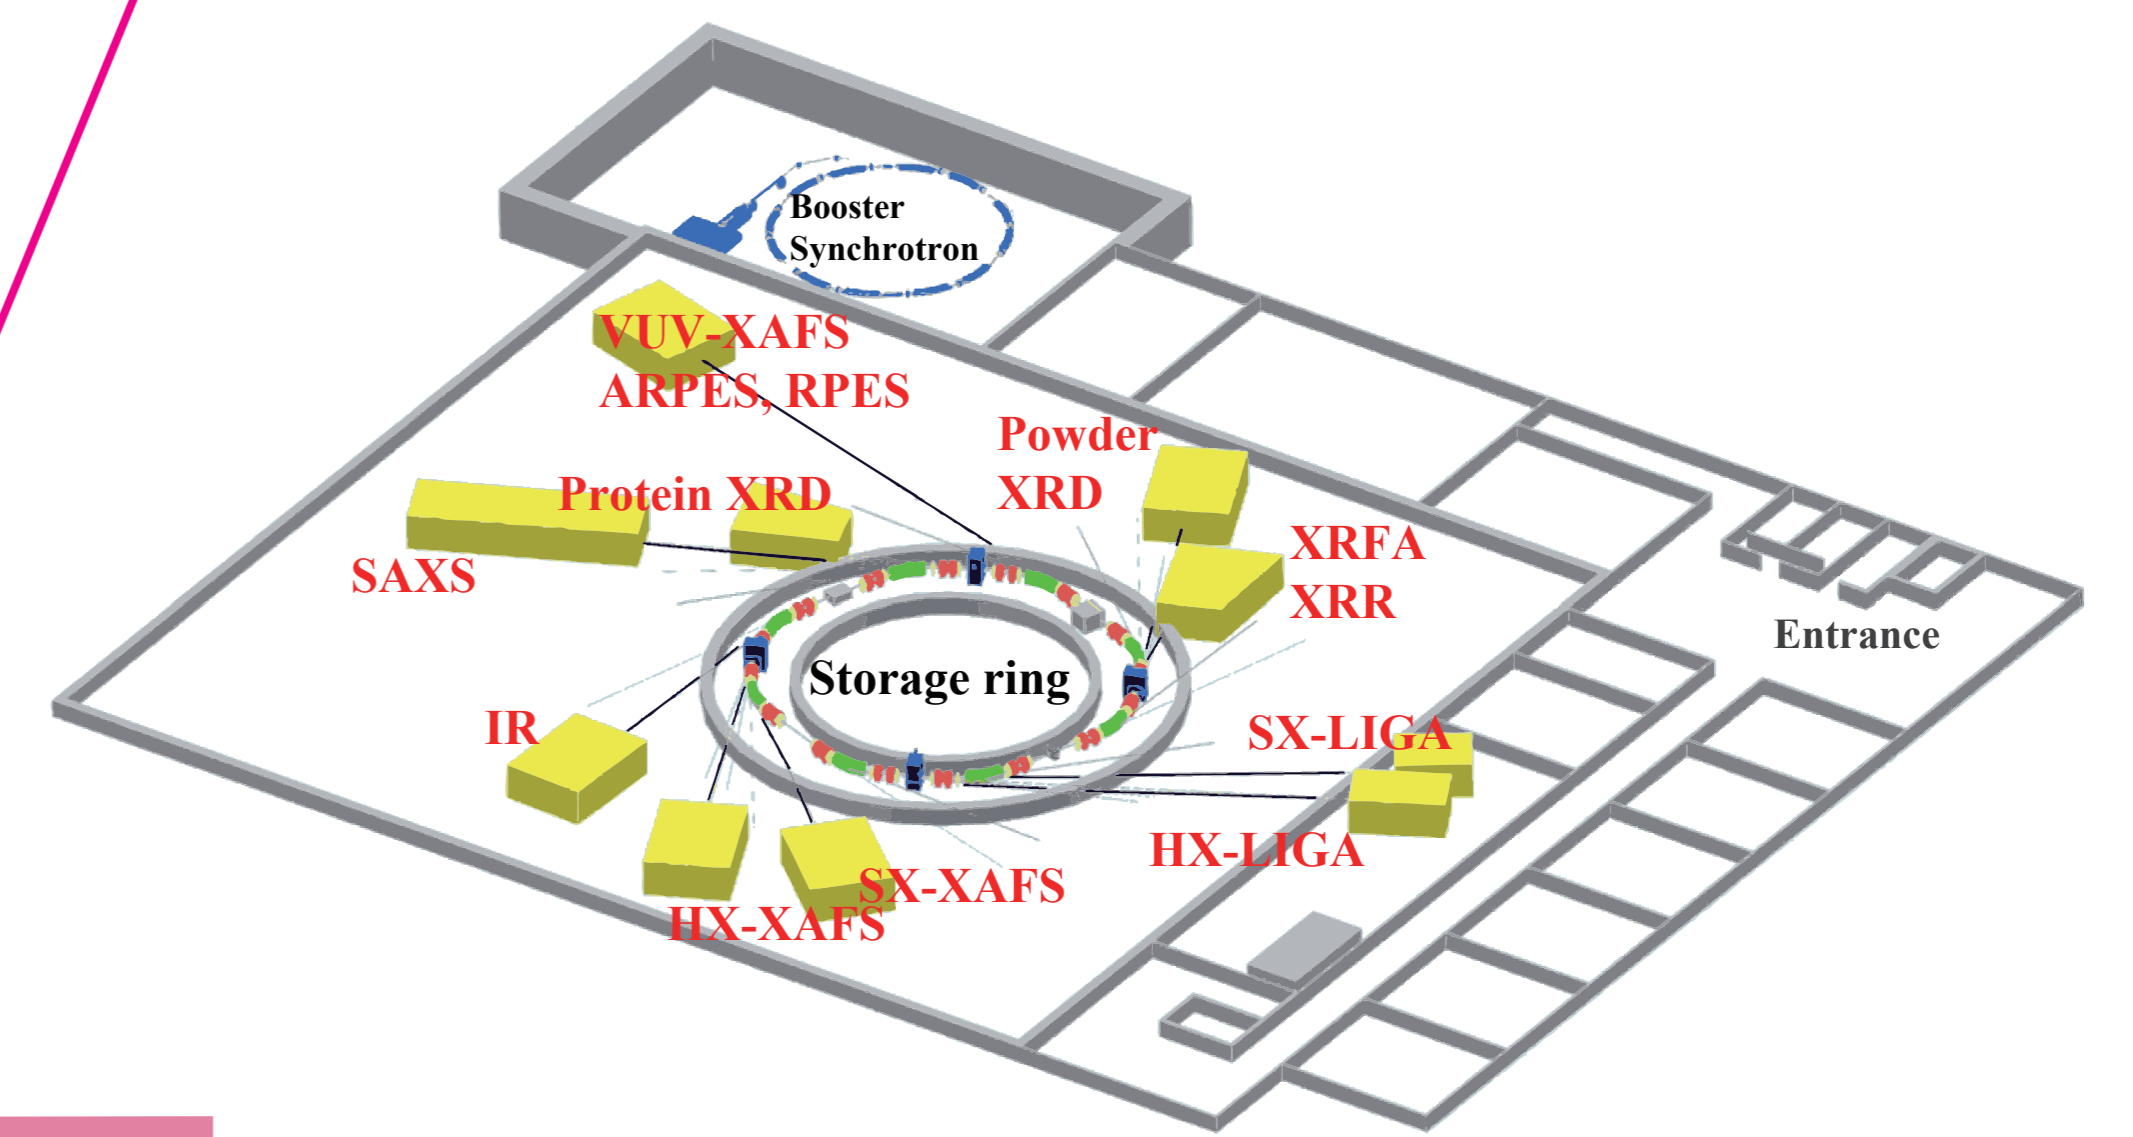 Booster
Synchrotron
VUV-XAFS
ARPES, RPES
Powder
XRD
Protein XRD
SAXS
XRFA
XRR
Entrance
Storage ring
IR
SX-LIGA
HX-LIGA
SX-XAFS
HX-XAFS